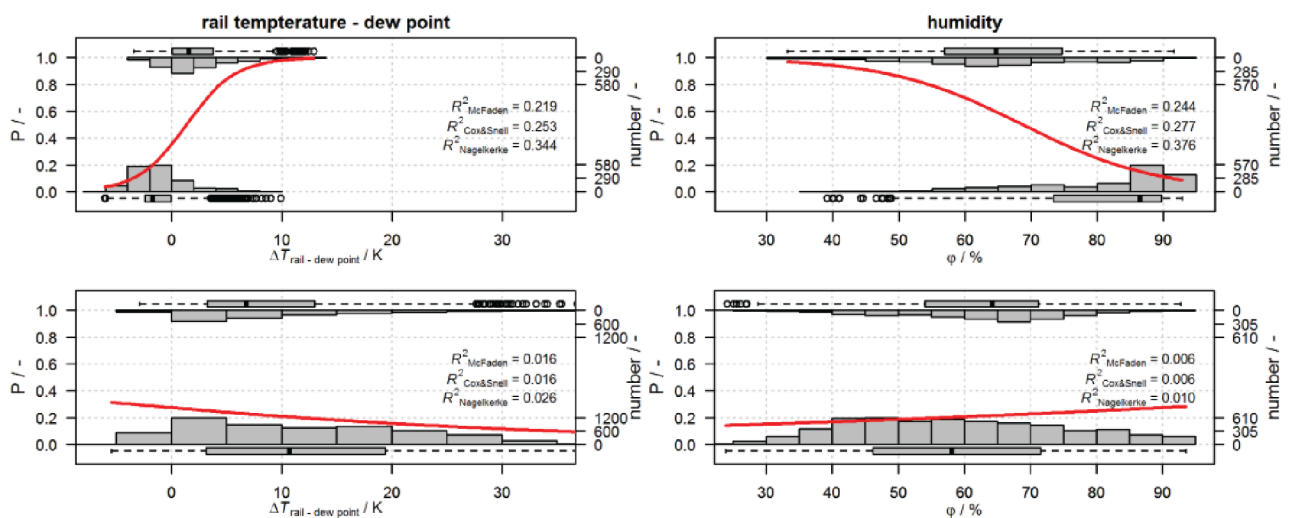 rail tempterature - dew point
1.0
0.8
0.6
0.4
0.2
0.0
P / -
0
290
580
580
290
0
number / -
R²McFaden = 0.219
R²Cox&Snell = 0.253
R²Nagelkerke = 0.344
0 10 20 30
ΔTrail - dew point / K
humidity
1.0
0.8
0.6
0.4
0.2
0.0
P / -
0
285
570
570
285
0
number / -
R²McFaden = 0.244
R²Cox&Snell = 0.277
R²Nagelkerke = 0.376
30 40 50 60 70 80 90
φ / %
1.0
0.8
0.6
0.4
0.2
0.0
P / -
0
600
1200
1200
600
0
number / -
R²McFaden = 0.016
R²Cox&Snell = 0.016
R²Nagelkerke = 0.026
0 10 20 30
ΔTrail - dew point / K
1.0
0.8
0.6
0.4
0.2
0.0
P / -
0
305
610
610
305
0
number / -
R²McFaden = 0.006
R²Cox&Snell = 0.006
R²Nagelkerke = 0.010
30 40 50 60 70 80 90
φ / %